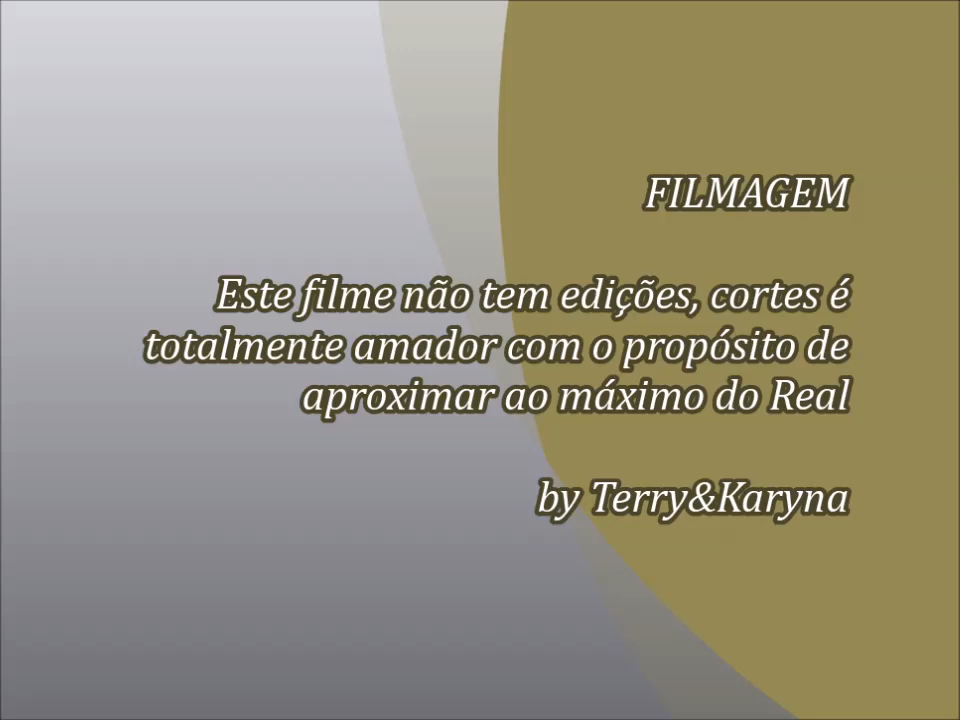 FILMAGEM
Este filme não tem edições, cortes é
totalmente amador com o propósito de
aproximar ao máximo do Real
by Terry&Karyna